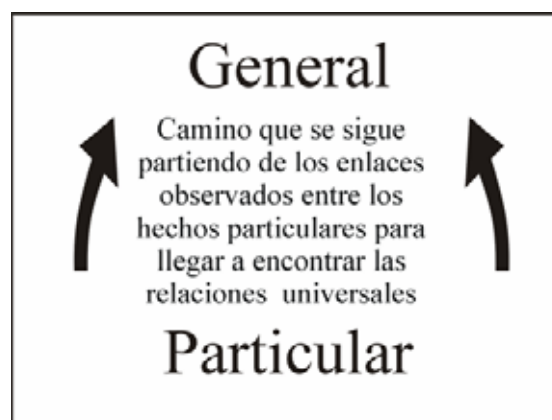 General
Camino que se sigue
partiendo de los enlaces
observados entre los
hechos particulares para
llegar a encontrar las
relaciones universales
Particular